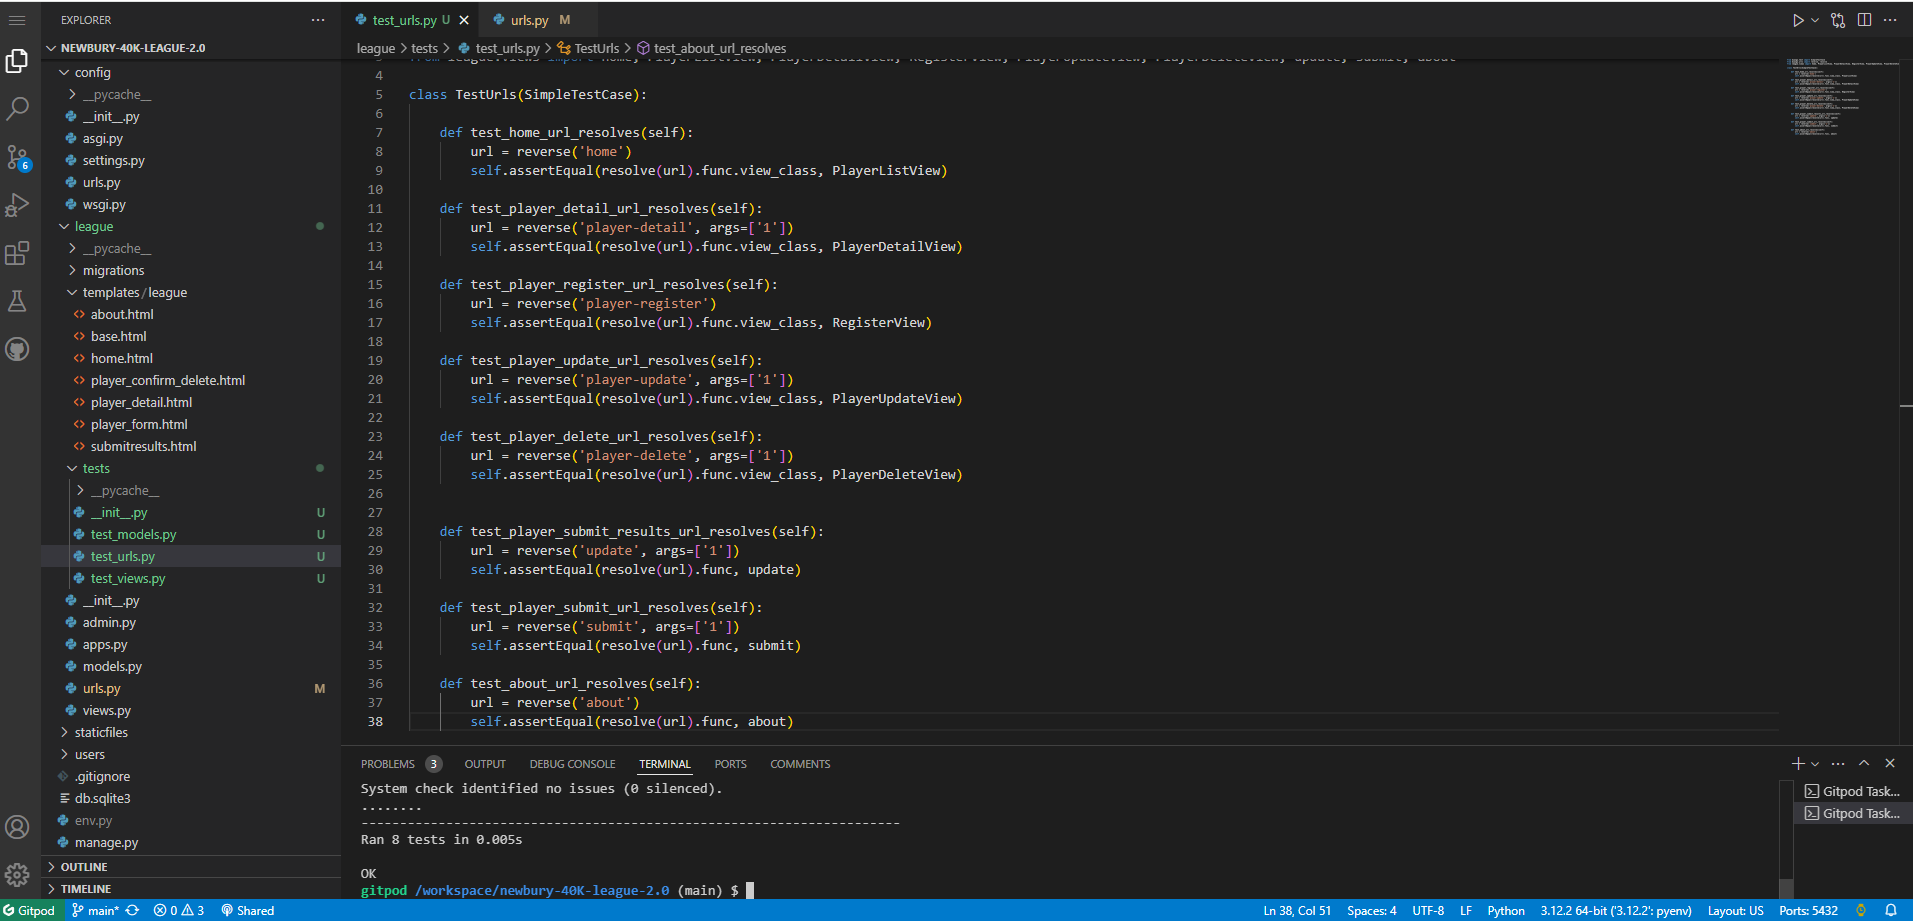 EXPLORER
NEWBURY-40K-LEAGUE-2.0
config
__pycache__
__init__.py
asgi.py
settings.py
urls.py
wsgi.py
league
__pycache__
migrations
templates/league
about.html
base.html
home.html
player_confirm_delete.html
player_detail.html
player_form.html
submitresults.html
tests
__pycache__
__init__.py U
test_models.py U
test_urls.py U
test_views.py U
__init__.py
admin.py
apps.py
models.py
urls.py M
views.py
staticfiles
users
.gitignore
db.sqlite3
env.py
manage.py
OUTLINE
TIMELINE
6
test_urls.py U
urls.py M
league > tests > test_urls.py > TestUrls > test_about_url_resolves
3 from league.views import home, PlayerListView, PlayerDetailView, RegisterView, PlayerUpdateView, PlayerDeleteView, update, submit, about
4
5 class TestUrls(SimpleTestCase):
6
7 def test_home_url_resolves(self):
8 url = reverse('home')
9 self.assertEqual(resolve(url).func.view_class, PlayerListView)
10
11 def test_player_detail_url_resolves(self):
12 url = reverse('player-detail', args=['1'])
13 self.assertEqual(resolve(url).func.view_class, PlayerDetailView)
14
15 def test_player_register_url_resolves(self):
16 url = reverse('player-register')
17 self.assertEqual(resolve(url).func.view_class, RegisterView)
18
19 def test_player_update_url_resolves(self):
20 url = reverse('player-update', args=['1'])
21 self.assertEqual(resolve(url).func.view_class, PlayerUpdateView)
22
23 def test_player_delete_url_resolves(self):
24 url = reverse('player-delete', args=['1'])
25 self.assertEqual(resolve(url).func.view_class, PlayerDeleteView)
26
27
28 def test_player_submit_results_url_resolves(self):
29 url = reverse('update', args=['1'])
30 self.assertEqual(resolve(url).func, update)
31
32 def test_player_submit_url_resolves(self):
33 url = reverse('submit', args=['1'])
34 self.assertEqual(resolve(url).func, submit)
35
36 def test_about_url_resolves(self):
37 url = reverse('about')
38 self.assertEqual(resolve(url).func, about)
PROBLEMS 3 OUTPUT DEBUG CONSOLE TERMINAL PORTS COMMENTS
System check identified no issues (0 silenced).
........
----------------------------------------------------------------------
Ran 8 tests in 0.005s
OK
gitpod /workspace/newbury-40K-league-2.0 (main) $
Gitpod Task...
Gitpod Task...
Gitpod main* 0 3 Shared
Ln 38, Col 51 Spaces: 4 UTF-8 LF Python 3.12.2 64-bit ('3.12.2': pyenv) Layout: US Ports: 5432